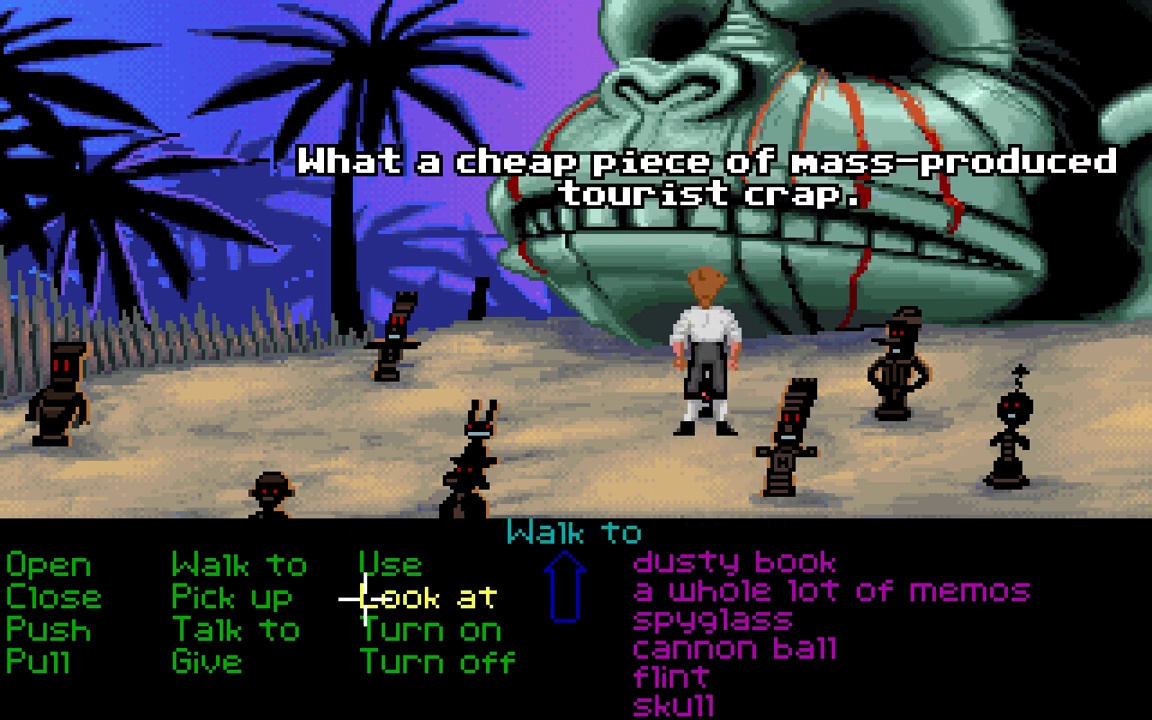 What a cheap piece of mass-produced
tourist crap.
Walk to
Open Walk to Use
Close Pick up Look at
Push Talk to Turn on
Pull Give Turn off
dusty book
a whole lot of memos
spyglass
cannon ball
flint
skull